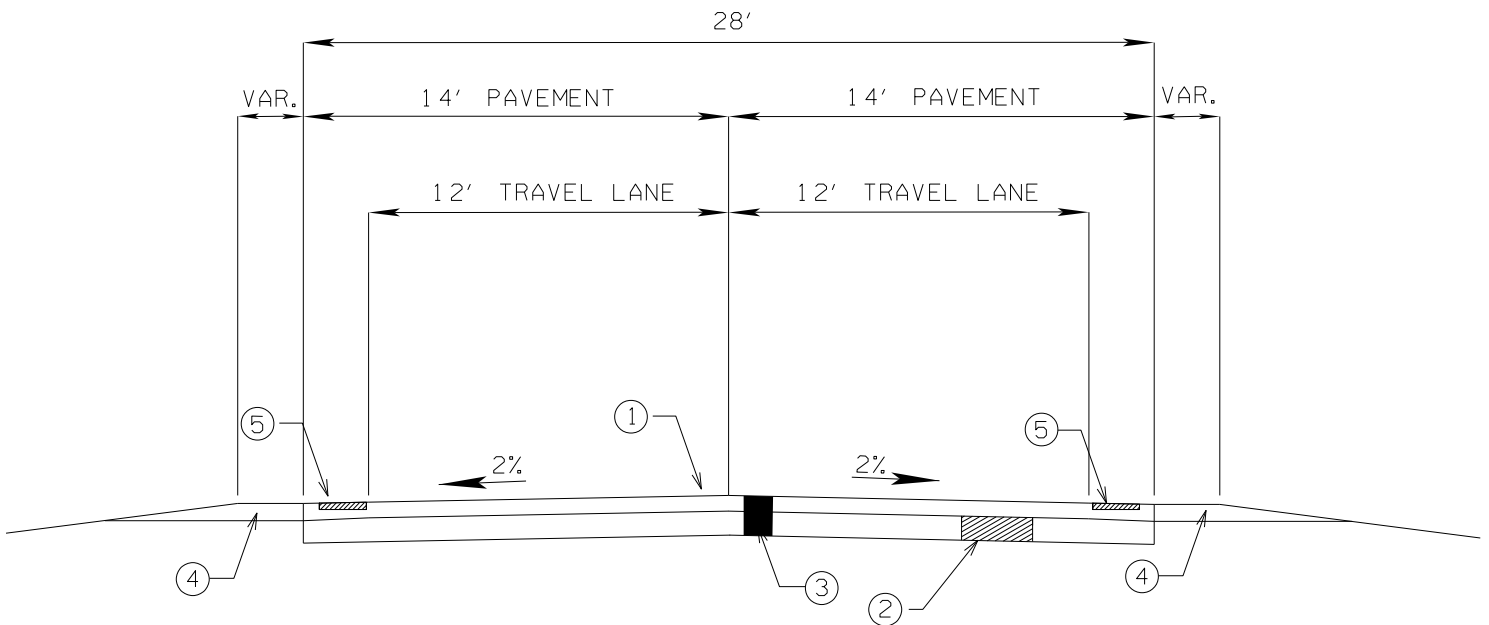 28'
VAR.
14' PAVEMENT
14' PAVEMENT
VAR.
12' TRAVEL LANE
12' TRAVEL LANE
5
1
5
2%
2%
4
3
2
4